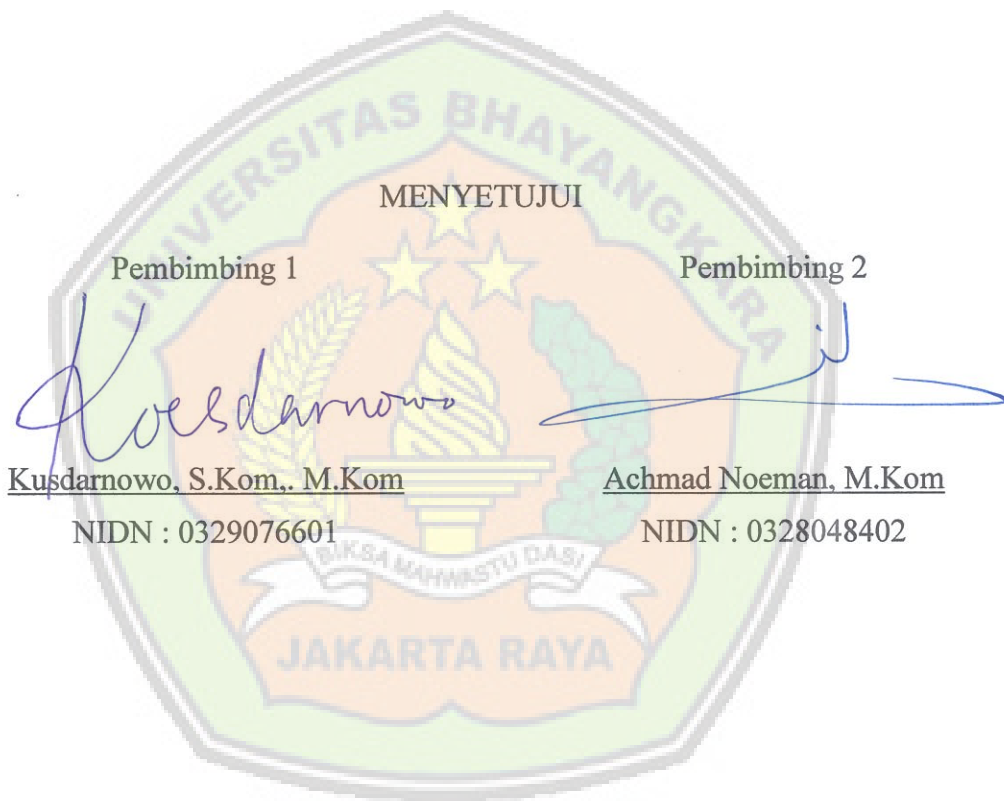 UNIVERSITAS BHAYANGKARA
MENYETUJUI
Pembimbing 1 Pembimbing 2
Koesdarnowo
Kusdarnowo, S.Kom,. M.Kom Achmad Noeman, M.Kom
NIDN : 0329076601 NIDN : 0328048402
BIKSA MAHWASTU DASI
JAKARTA RAYA